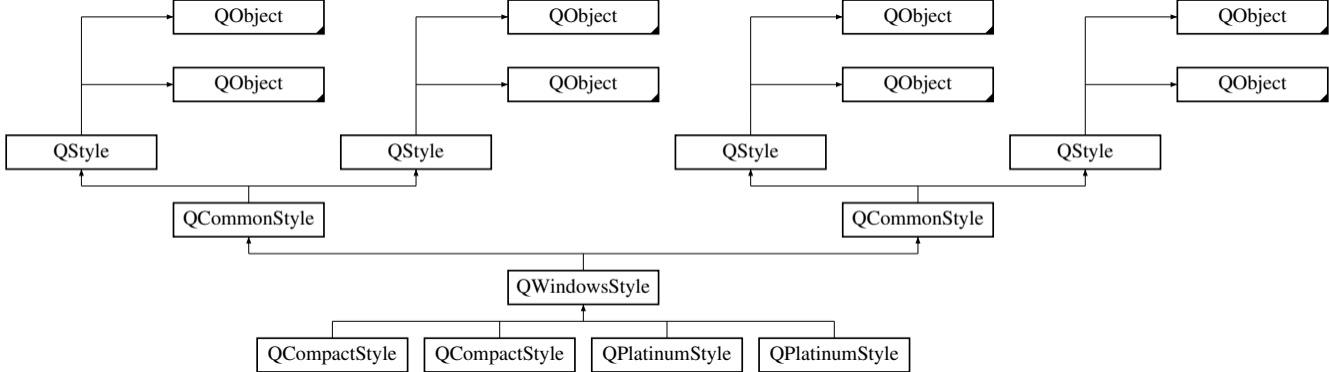 QObject QObject QObject QObject
QObject QObject QObject QObject
QStyle QStyle QStyle QStyle
QCommonStyle QCommonStyle
QWindowsStyle
QCompactStyle QCompactStyle QPlatinumStyle QPlatinumStyle